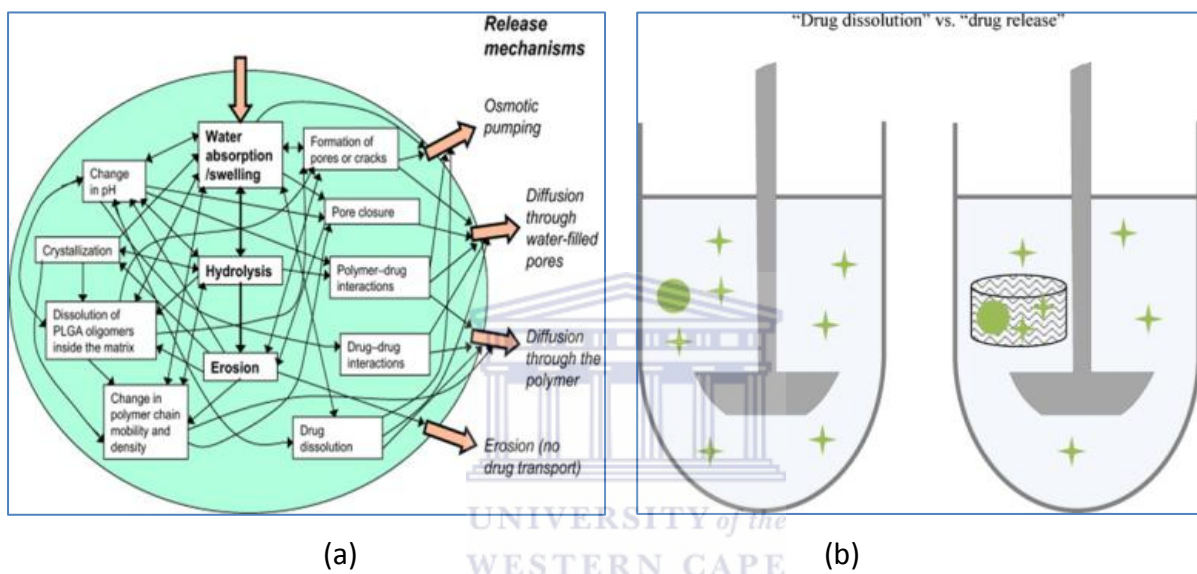 Release
mechanisms
Osmotic
pumping
Diffusion
through
water-filled
pores
Diffusion
through the
polymer
Erosion (no
drug transport)
Water
absorption
/swelling
Formation of
pores or cracks
Change
in pH
Pore closure
Crystallization
Hydrolysis
Polymer–drug
interactions
Dissolution of
PLGA oligomers
inside the matrix
Drug–drug
interactions
Erosion
Change in
polymer chain
mobility and
density
Drug
dissolution
"Drug dissolution" vs. "drug release"
UNIVERSITY of the
WESTERN CAPE
(a)
(b)